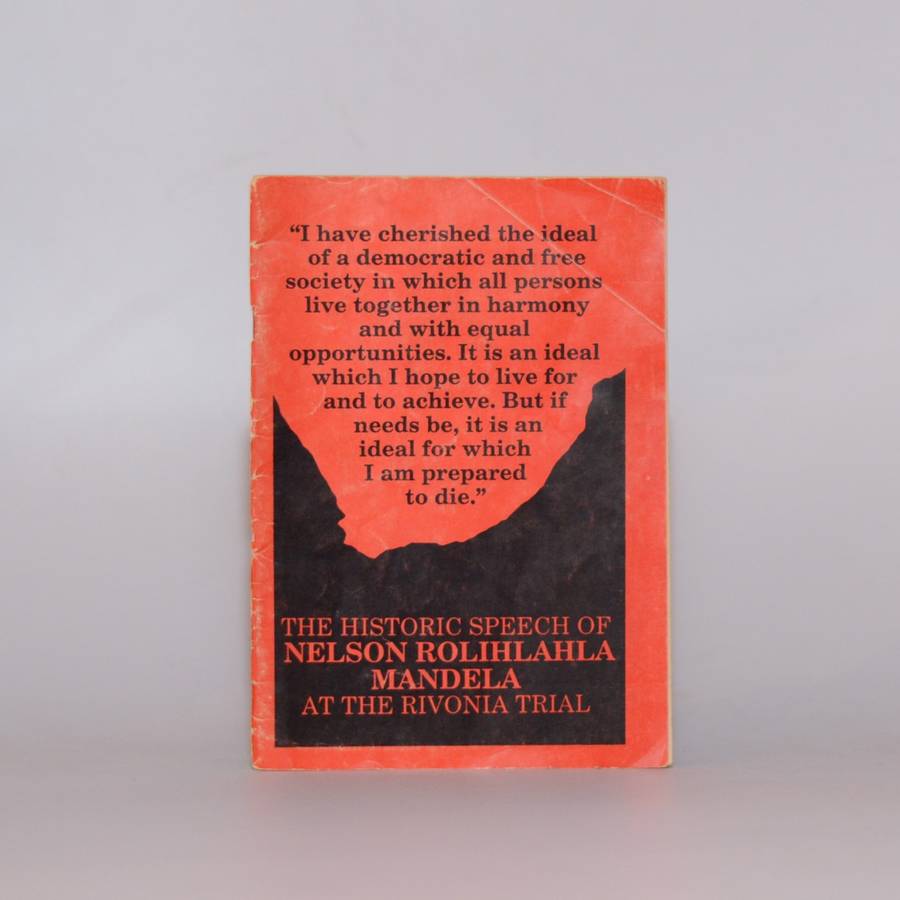 “I have cherished the ideal
of a democratic and free
society in which all persons
live together in harmony
and with equal
opportunities. It is an ideal
which I hope to live for
and to achieve. But if
needs be, it is an
ideal for which
I am prepared
to die.”
THE HISTORIC SPEECH OF
NELSON ROLIHLAHLA
MANDELA
AT THE RIVONIA TRIAL